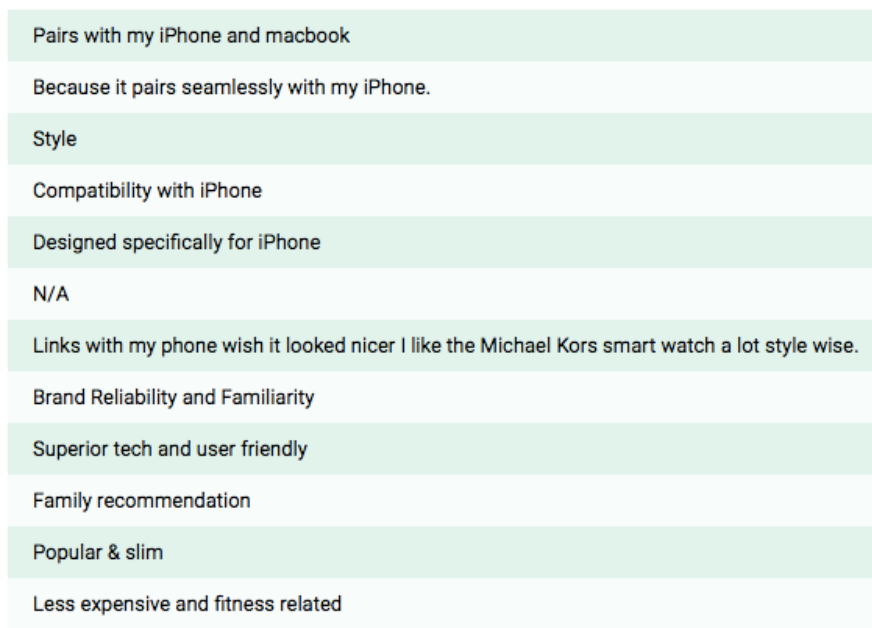 Pairs with my iPhone and macbook
Because it pairs seamlessly with my iPhone.
Style
Compatibility with iPhone
Designed specifically for iPhone
N/A
Links with my phone wish it looked nicer I like the Michael Kors smart watch a lot style wise.
Brand Reliability and Familiarity
Superior tech and user friendly
Family recommendation
Popular & slim
Less expensive and fitness related